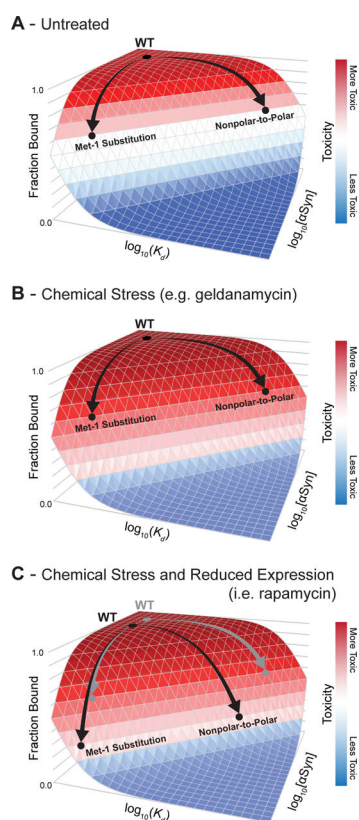 A - Untreated
WT
1.0
Fraction Bound
0.0
Met-1 Substitution
Nonpolar-to-Polar
log10(Kd)
log10[αSyn]
More Toxic
Toxicity
Less Toxic
B - Chemical Stress (e.g. geldanamycin)
WT
1.0
Fraction Bound
0.0
Met-1 Substitution
Nonpolar-to-Polar
log10(Kd)
log10[αSyn]
More Toxic
Toxicity
Less Toxic
C - Chemical Stress and Reduced Expression
(i.e. rapamycin)
WT
WT
1.0
Fraction Bound
0.0
Met-1 Substitution
Nonpolar-to-Polar
log10(Kd)
log10[αSyn]
More Toxic
Toxicity
Less Toxic